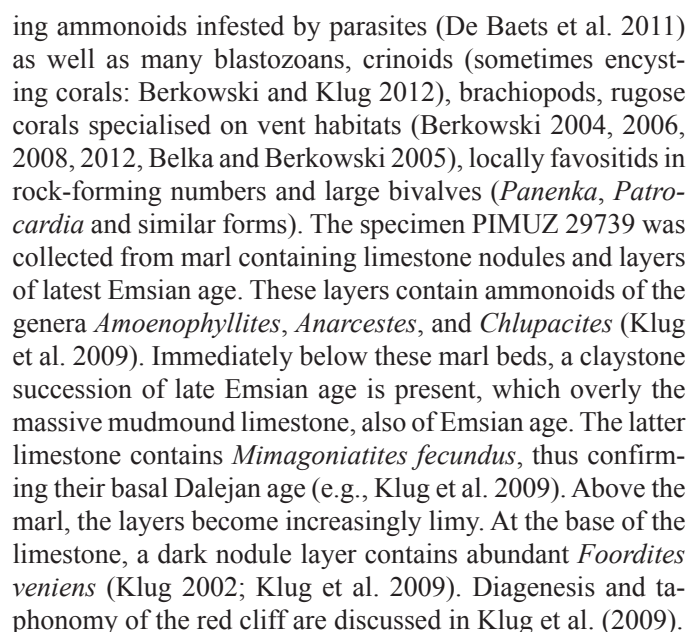 ing ammonoids infested by parasites (De Baets et al. 2011)
as well as many blastozoans, crinoids (sometimes encyst-
ing corals: Berkowski and Klug 2012), brachiopods, rugose
corals specialised on vent habitats (Berkowski 2004, 2006,
2008, 2012, Belka and Berkowski 2005), locally favositids in
rock-forming numbers and large bivalves (Panenka, Patro-
cardia and similar forms). The specimen PIMUZ 29739 was
collected from marl containing limestone nodules and layers
of latest Emsian age. These layers contain ammonoids of the
genera Amoenophyllites, Anarcestes, and Chlupacites (Klug
et al. 2009). Immediately below these marl beds, a claystone
succession of late Emsian age is present, which overly the
massive mudmound limestone, also of Emsian age. The latter
limestone contains Mimagoniatites fecundus, thus confirm-
ing their basal Dalejan age (e.g., Klug et al. 2009). Above the
marl, the layers become increasingly limy. At the base of the
limestone, a dark nodule layer contains abundant Foordites
veniens (Klug 2002; Klug et al. 2009). Diagenesis and ta-
phonomy of the red cliff are discussed in Klug et al. (2009).